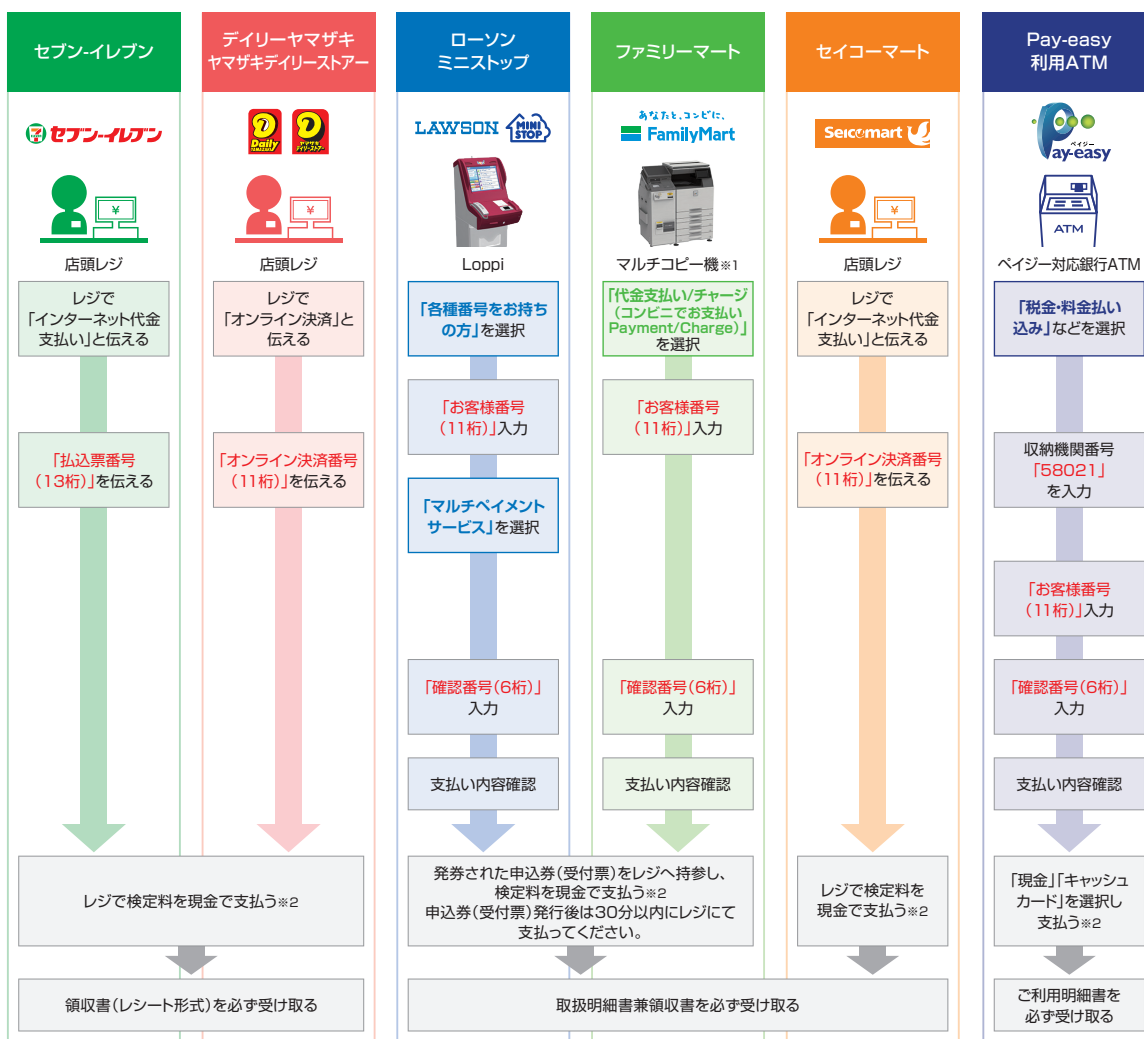 セブン-イレブン
デイリーヤマザキ
ヤマザキデイリーストアー
ローソン
ミニストップ
ファミリーマート
セイコーマート
Pay-easy
利用ATM
セブン-イレブン
Daily
YAMAZAKI
ヤマザキ
デイリーストアー
LAWSON
MINI
STOP
あなたと、コンビに、
FamilyMart
Seicomart
ペイジー
Pay-easy
¥
¥
¥
ATM
店頭レジ
店頭レジ
Loppi
マルチコピー機※1
店頭レジ
ペイジー対応銀行ATM
レジで
「インターネット代金
支払い」と伝える
「払込票番号
(13桁)」を伝える
レジで
「オンライン決済」と
伝える
「オンライン決済番号
(11桁)」を伝える
レジで検定料を現金で支払う※2
領収書(レシート形式)を必ず受け取る
「各種番号をお持ち
の方」を選択
「お客様番号
(11桁)」入力
「マルチペイメント
サービス」を選択
「確認番号(6桁)」
入力
支払い内容確認
「代金支払い/チャージ
(コンビニでお支払い
Payment/Charge)」
を選択
「お客様番号
(11桁)」入力
「確認番号(6桁)」
入力
支払い内容確認
発券された申込券(受付票)をレジへ持参し、
検定料を現金で支払う※2
申込券(受付票)発行後は30分以内にレジにて
支払ってください。
レジで
「インターネット代金
支払い」と伝える
「オンライン決済番号
(11桁)」を伝える
レジで検定料を
現金で支払う※2
取扱明細書兼領収書を必ず受け取る
「税金・料金払い
込み」などを選択
収納機関番号
「58021」
を入力
「お客様番号
(11桁)」入力
「確認番号(6桁)」
入力
支払い内容確認
「現金」「キャッシュ
カード」を選択し
支払う※2
ご利用明細書を
必ず受け取る